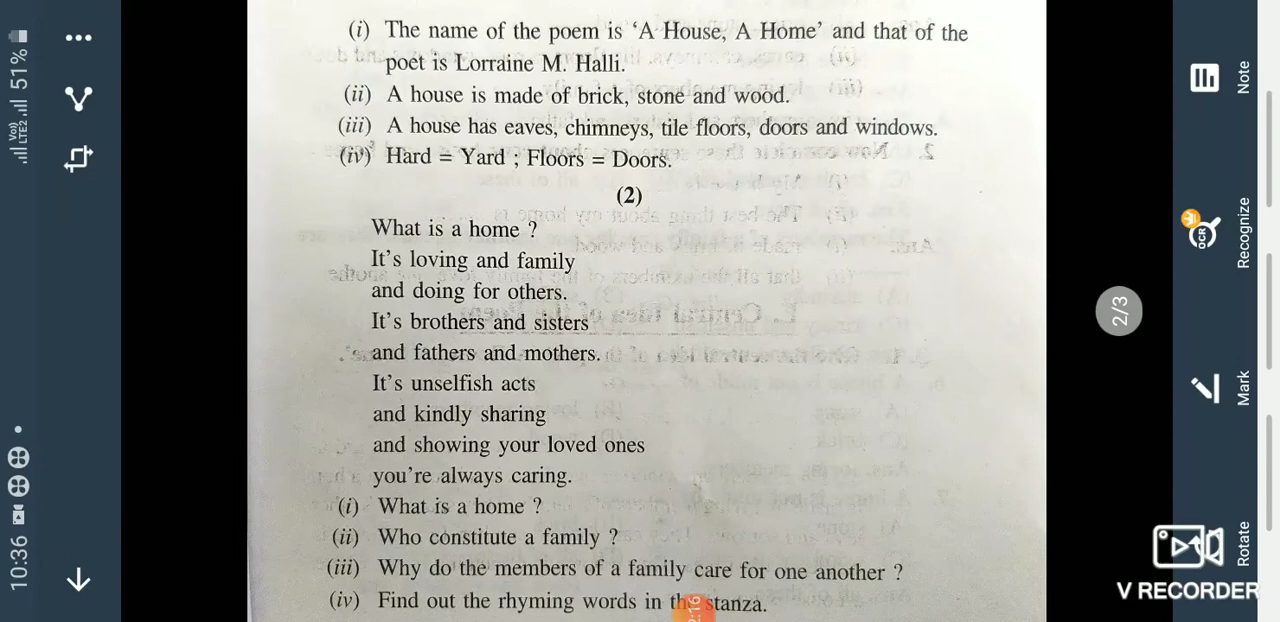 (i) The name of the poem is ‘A House, A Home’ and that of the
poet is Lorraine M. Halli.
(ii) A house is made of brick, stone and wood.
(iii) A house has eaves, chimneys, tile floors, doors and windows.
(iv) Hard = Yard ; Floors = Doors.
(2)
What is a home ?
It’s loving and family
and doing for others.
It’s brothers and sisters
and fathers and mothers.
It’s unselfish acts
and kindly sharing
and showing your loved ones
you’re always caring.
(i) What is a home ?
(ii) Who constitute a family ?
(iii) Why do the members of a family care for one another ?
(iv) Find out the rhyming words in the stanza.
2/3
Note
Recognize
OCR
Mark
Rotate
V RECORDER
10:36
LTE2
51%
2:16